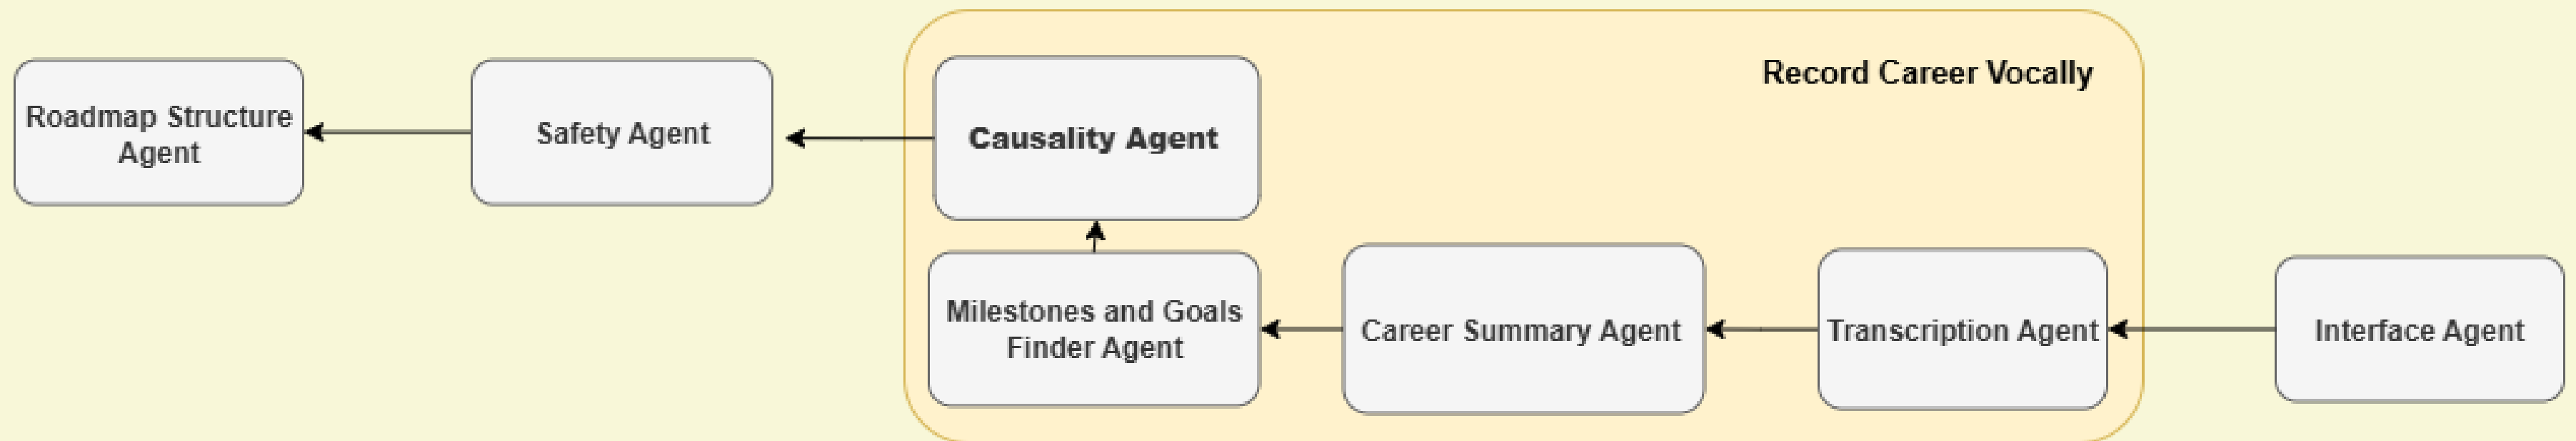 Record Career Vocally
Roadmap Structure
Agent
Safety Agent
Causality Agent
Milestones and Goals
Finder Agent
Career Summary Agent
Transcription Agent
Interface Agent